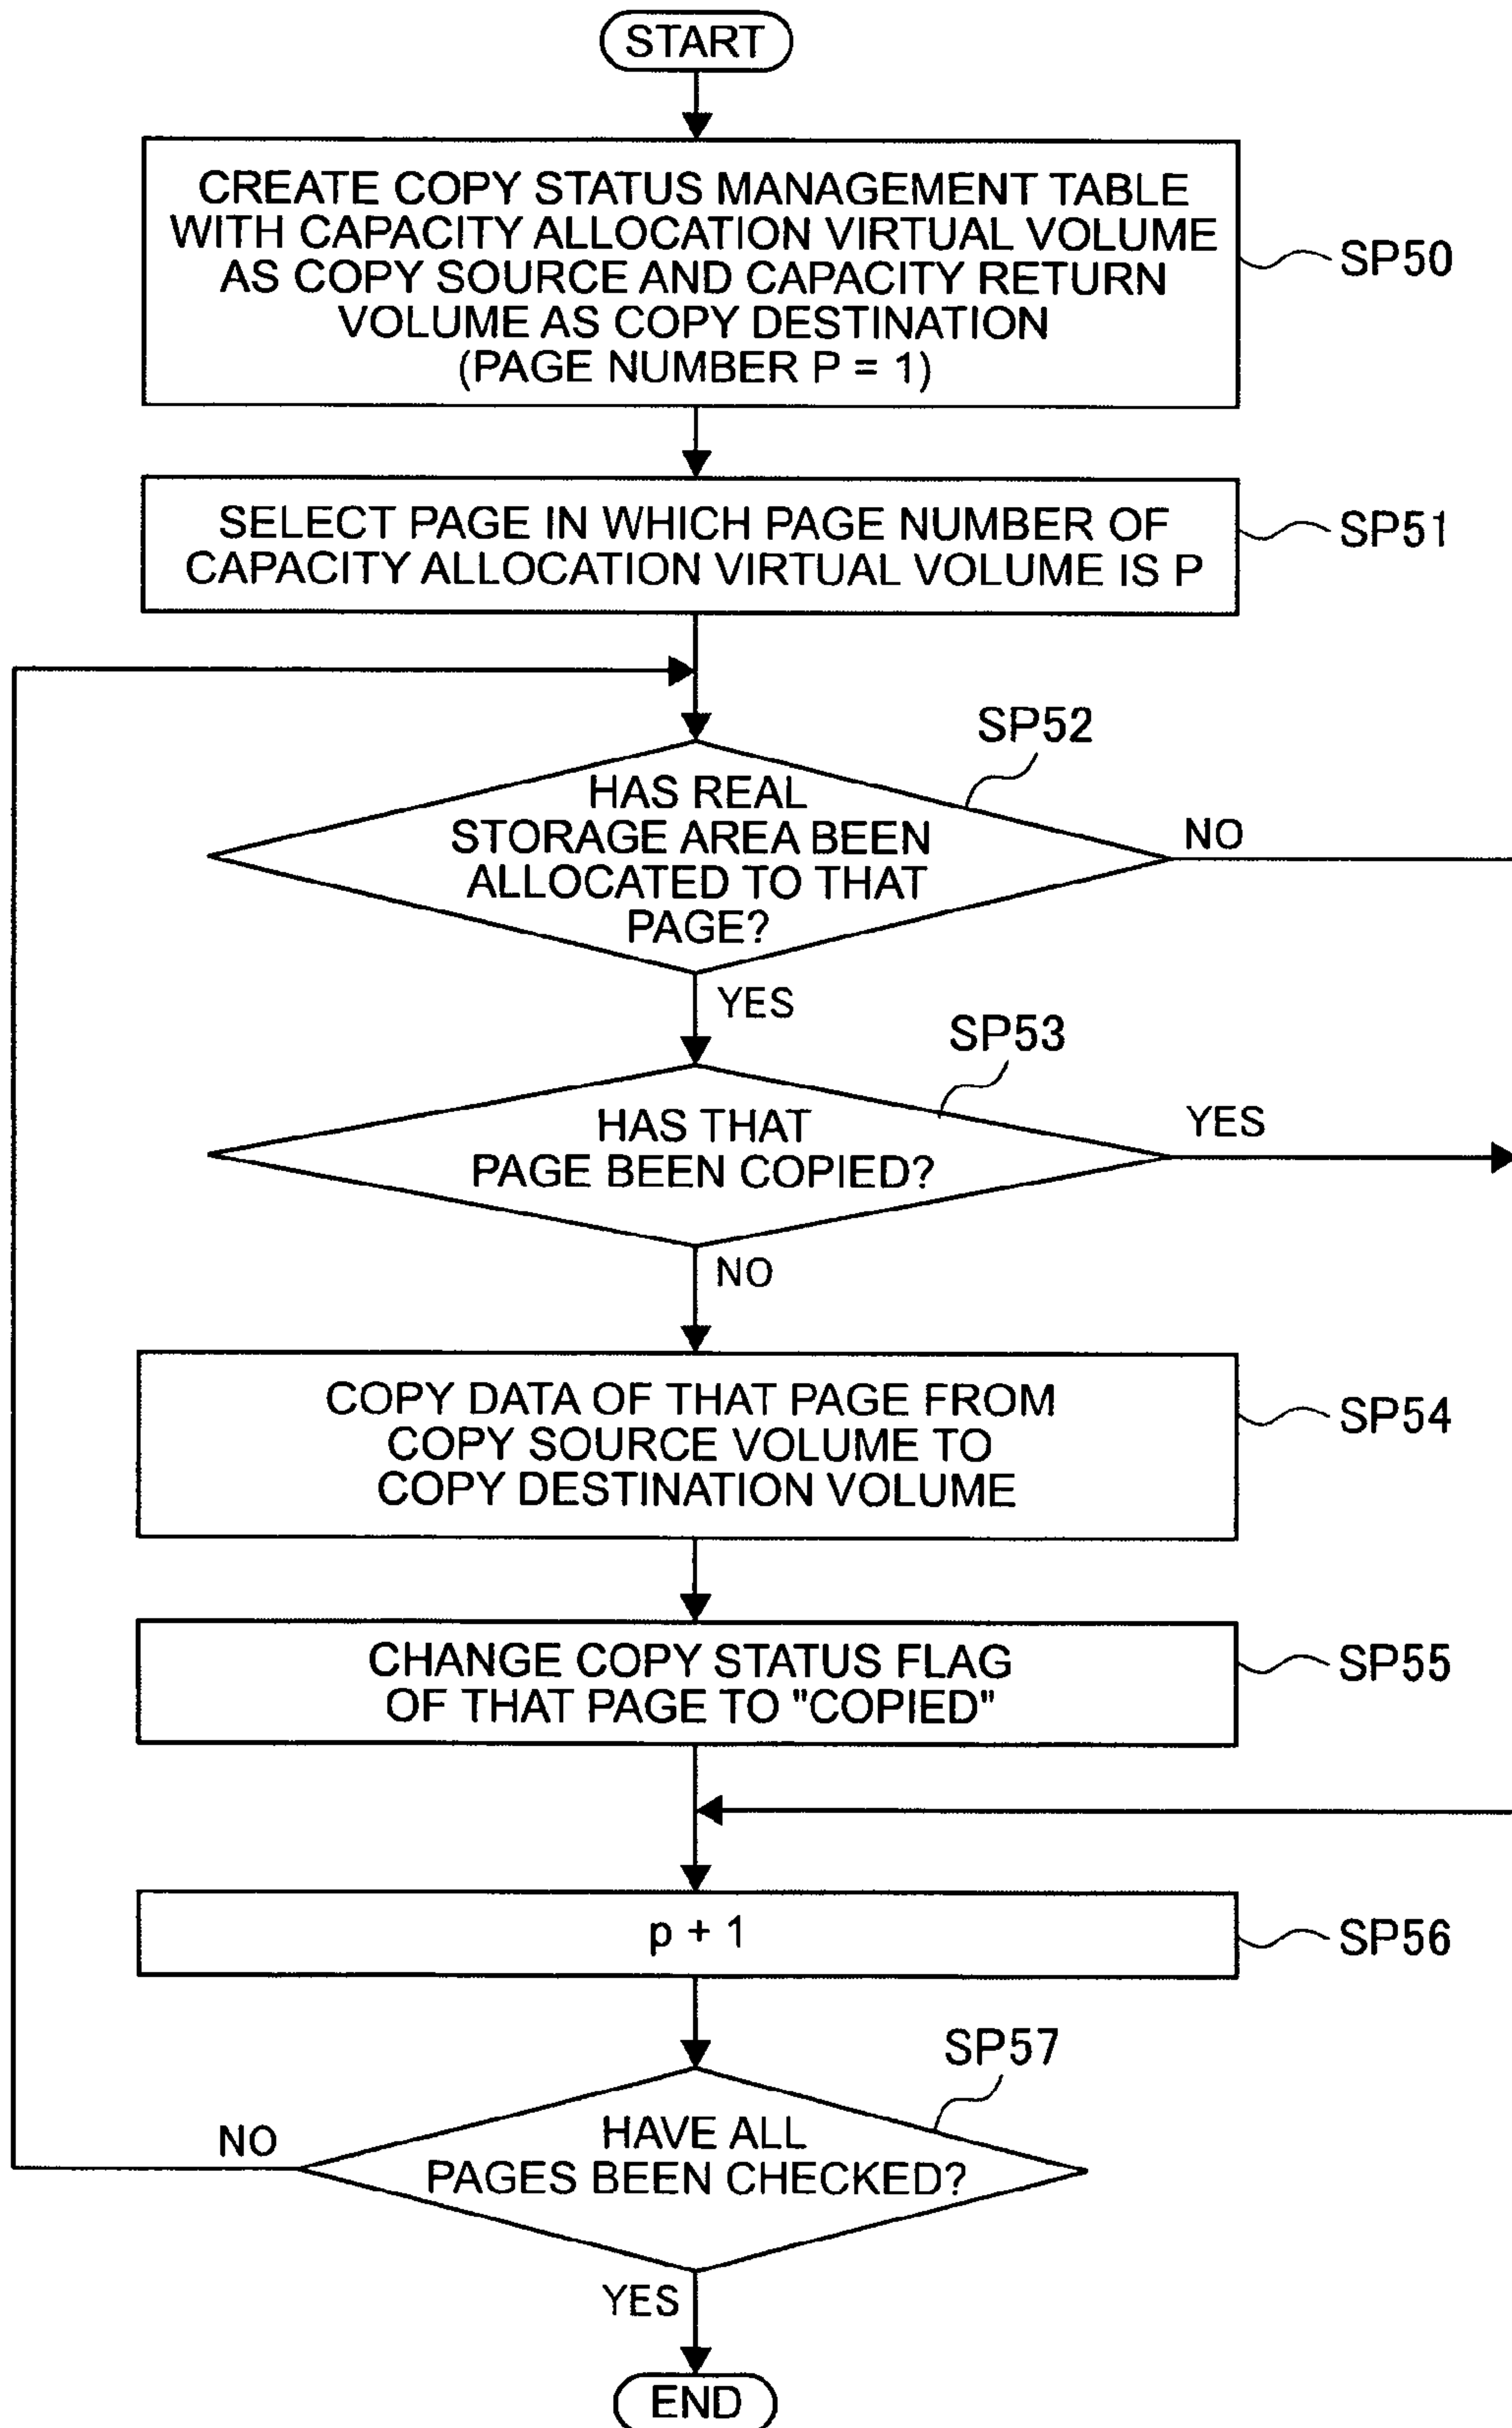 START
CREATE COPY STATUS MANAGEMENT TABLE
WITH CAPACITY ALLOCATION VIRTUAL VOLUME
AS COPY SOURCE AND CAPACITY RETURN
VOLUME AS COPY DESTINATION
(PAGE NUMBER P = 1)
SP50
SELECT PAGE IN WHICH PAGE NUMBER OF
CAPACITY ALLOCATION VIRTUAL VOLUME IS P
SP51
SP52
HAS REAL
STORAGE AREA BEEN
ALLOCATED TO THAT
PAGE?
NO
YES
SP53
HAS THAT
PAGE BEEN COPIED?
YES
NO
COPY DATA OF THAT PAGE FROM
COPY SOURCE VOLUME TO
COPY DESTINATION VOLUME
SP54
CHANGE COPY STATUS FLAG
OF THAT PAGE TO "COPIED"
SP55
p + 1
SP56
SP57
HAVE ALL
PAGES BEEN CHECKED?
NO
YES
END